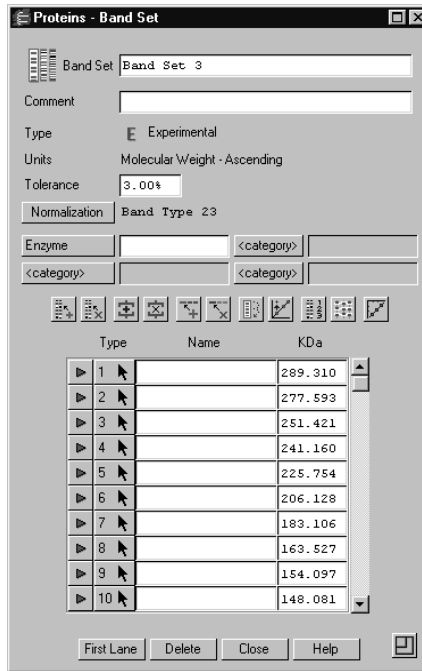 Proteins - Band Set
Band Set Band Set 3
Comment
Type E Experimental
Units Molecular Weight - Ascending
Tolerance 3.00%
Normalization Band Type 23
Enzyme <category>
<category> <category>
Type Name KDa
1 289.310
2 277.593
3 251.421
4 241.160
5 225.754
6 206.128
7 183.106
8 163.527
9 154.097
10 148.081
First Lane Delete Close Help